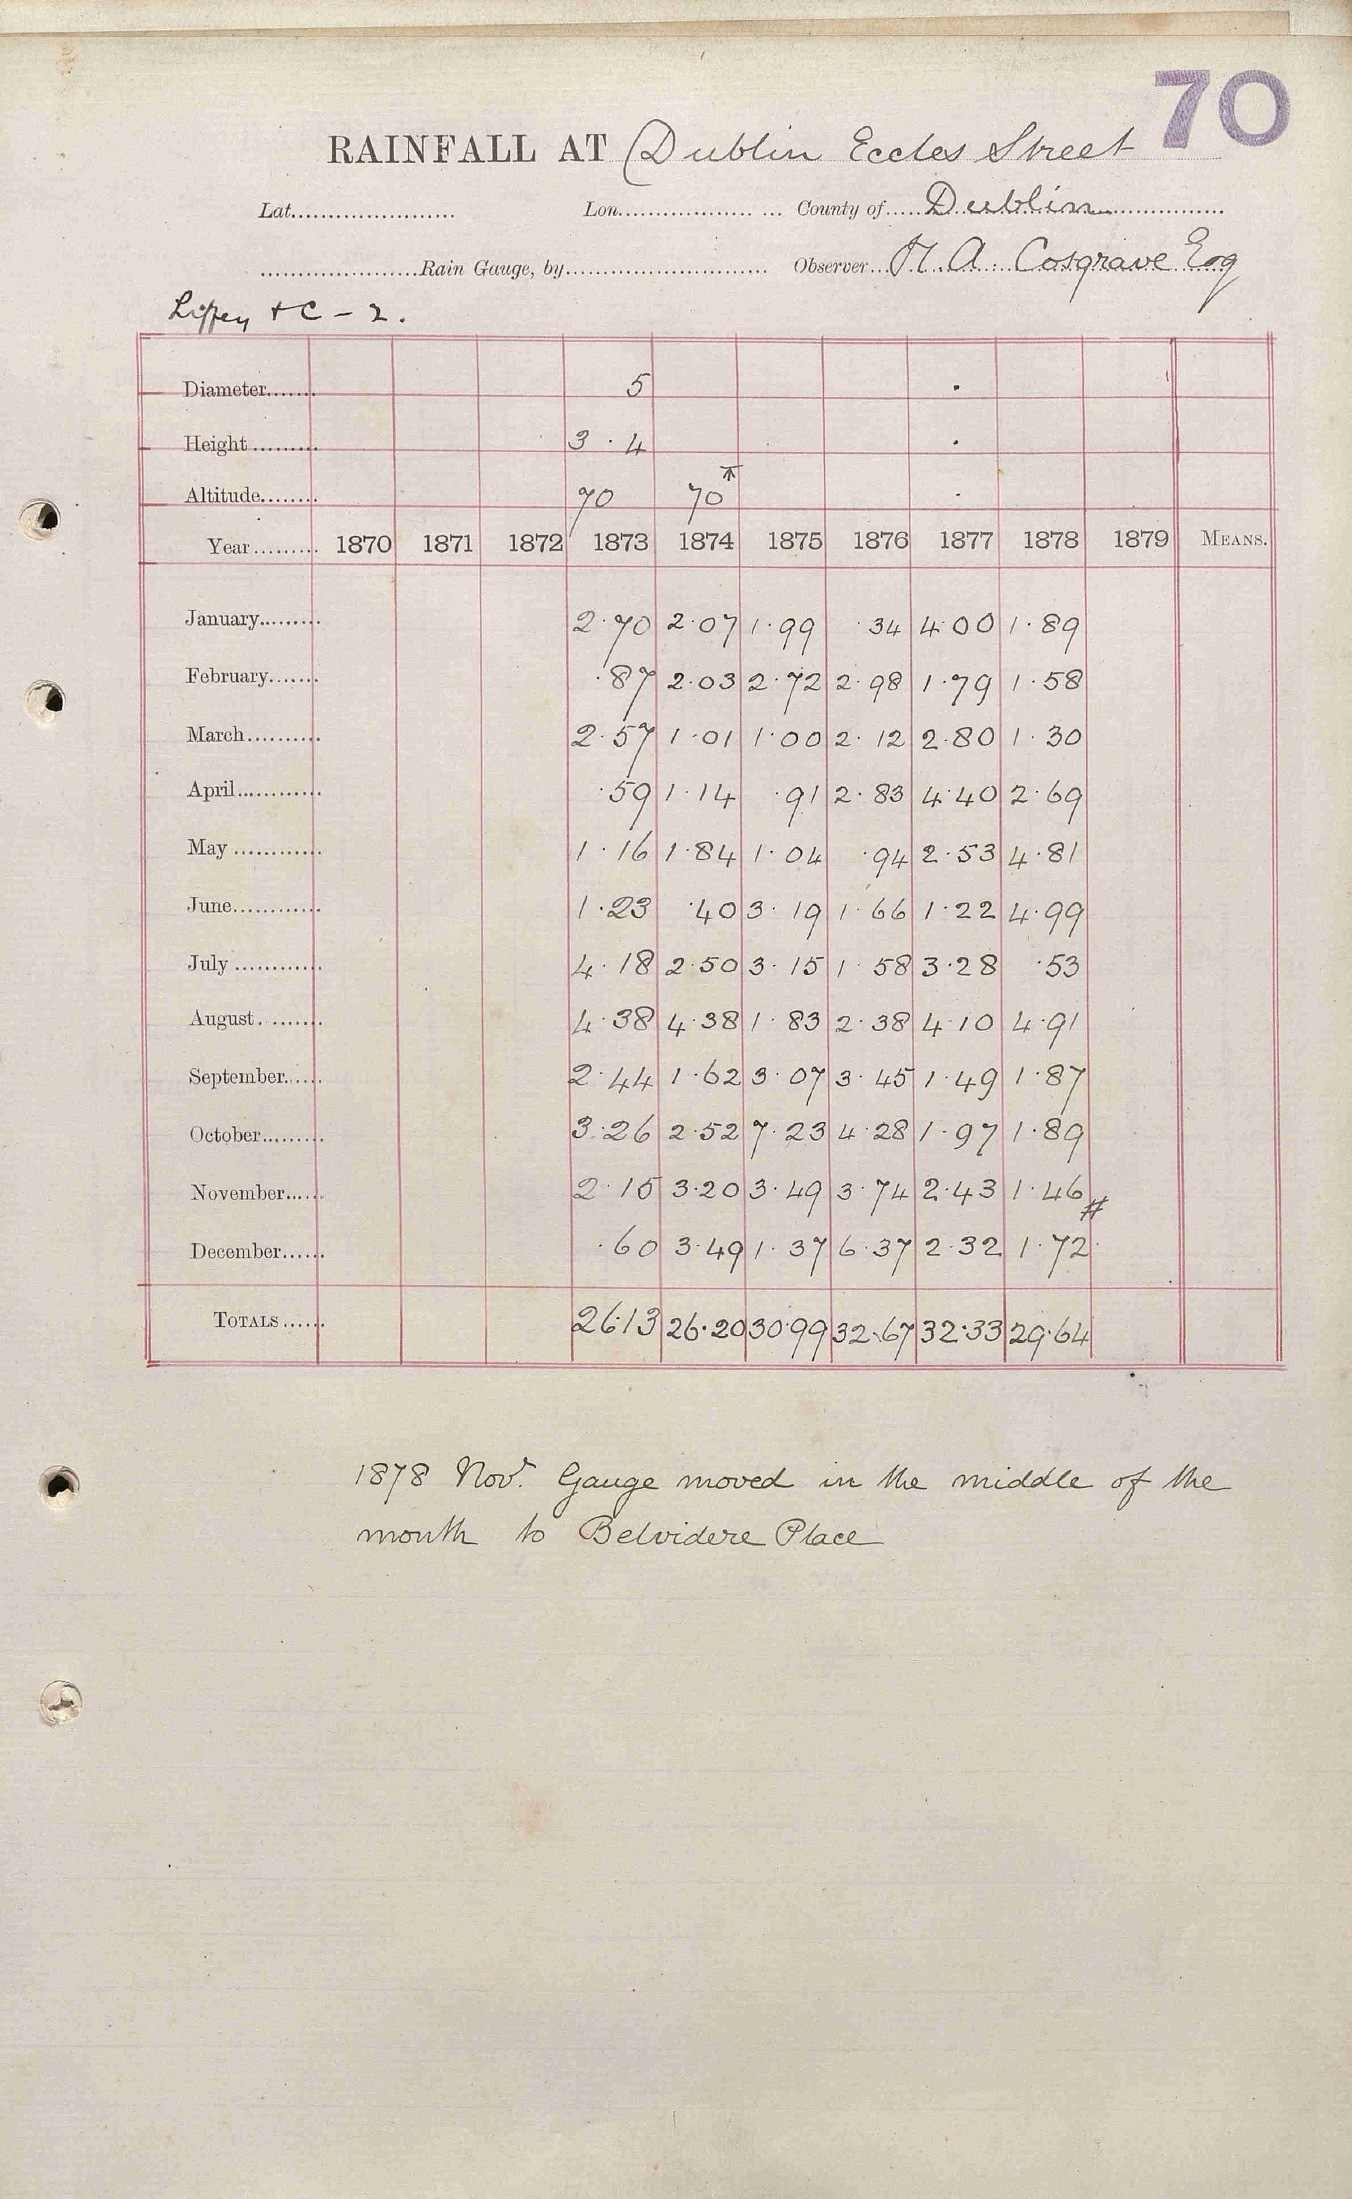 70
RAINFALL AT Dublin Eccles Street
Lat...................... Lon...................... County of Dublin
......................Rain Gauge, by........................... Observer M. A. Cosgrave Esq
Liffey + C - 2.
Diameter....... 5 .
Height......... 3 · 4 .
Altitude........ 70 70 .
Year......... 1870 1871 1872 1873 1874 1875 1876 1877 1878 1879 MEANS.
January......... 2·70 2·07 1·99 ·34 4·00 1·89
February....... ·87 2·03 2·72 2·98 1·79 1·58
March.......... 2·57 1·01 1·00 2·12 2·80 1·30
April............ ·59 1·14 ·91 2·83 4·40 2·69
May ............ 1·16 1·84 1·04 ·94 2·53 4·81
June............ 1·23 ·40 3·19 1·66 1·22 4·99
July ............ 4·18 2·50 3·15 1·58 3·28 ·53
August......... 4·38 4·38 1·83 2·38 4·10 4·91
September...... 2·44 1·62 3·07 3·45 1·49 1·87
October......... 3·26 2·52 7·23 4·28 1·97 1·89
November...... 2·15 3·20 3·49 3·74 2·43 1·46 #
December...... ·60 3·49 1·37 6·37 2·32 1·72
TOTALS...... 26·13 26·20 30·99 32·67 32·33 29·64
1878 Nov. Gauge moved in the middle of the
month to Belvidere Place